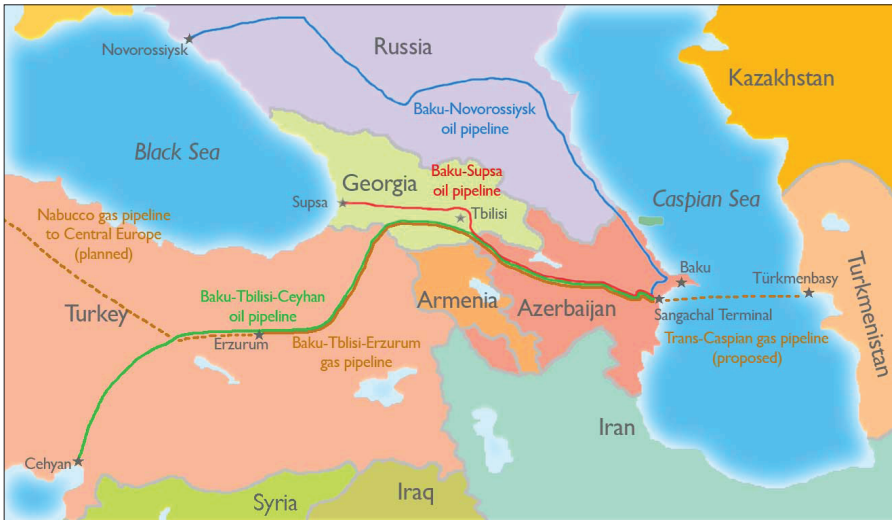 Novorossiysk
Russia
Kazakhstan
Baku-Novorossiysk
oil pipeline
Black Sea
Baku-Supsa
oil pipeline
Georgia
Supsa
Tbilisi
Caspian Sea
Nabucco gas pipeline
to Central Europe
(planned)
Baku
Türkmenbasy
Turkmenistan
Baku-Tbilisi-Ceyhan
oil pipeline
Turkey
Armenia
Azerbaijan
Sangachal Terminal
Erzurum
Baku-Tblisi-Erzurum
gas pipeline
Trans-Caspian gas pipeline
(proposed)
Iran
Cehyan
Syria
Iraq